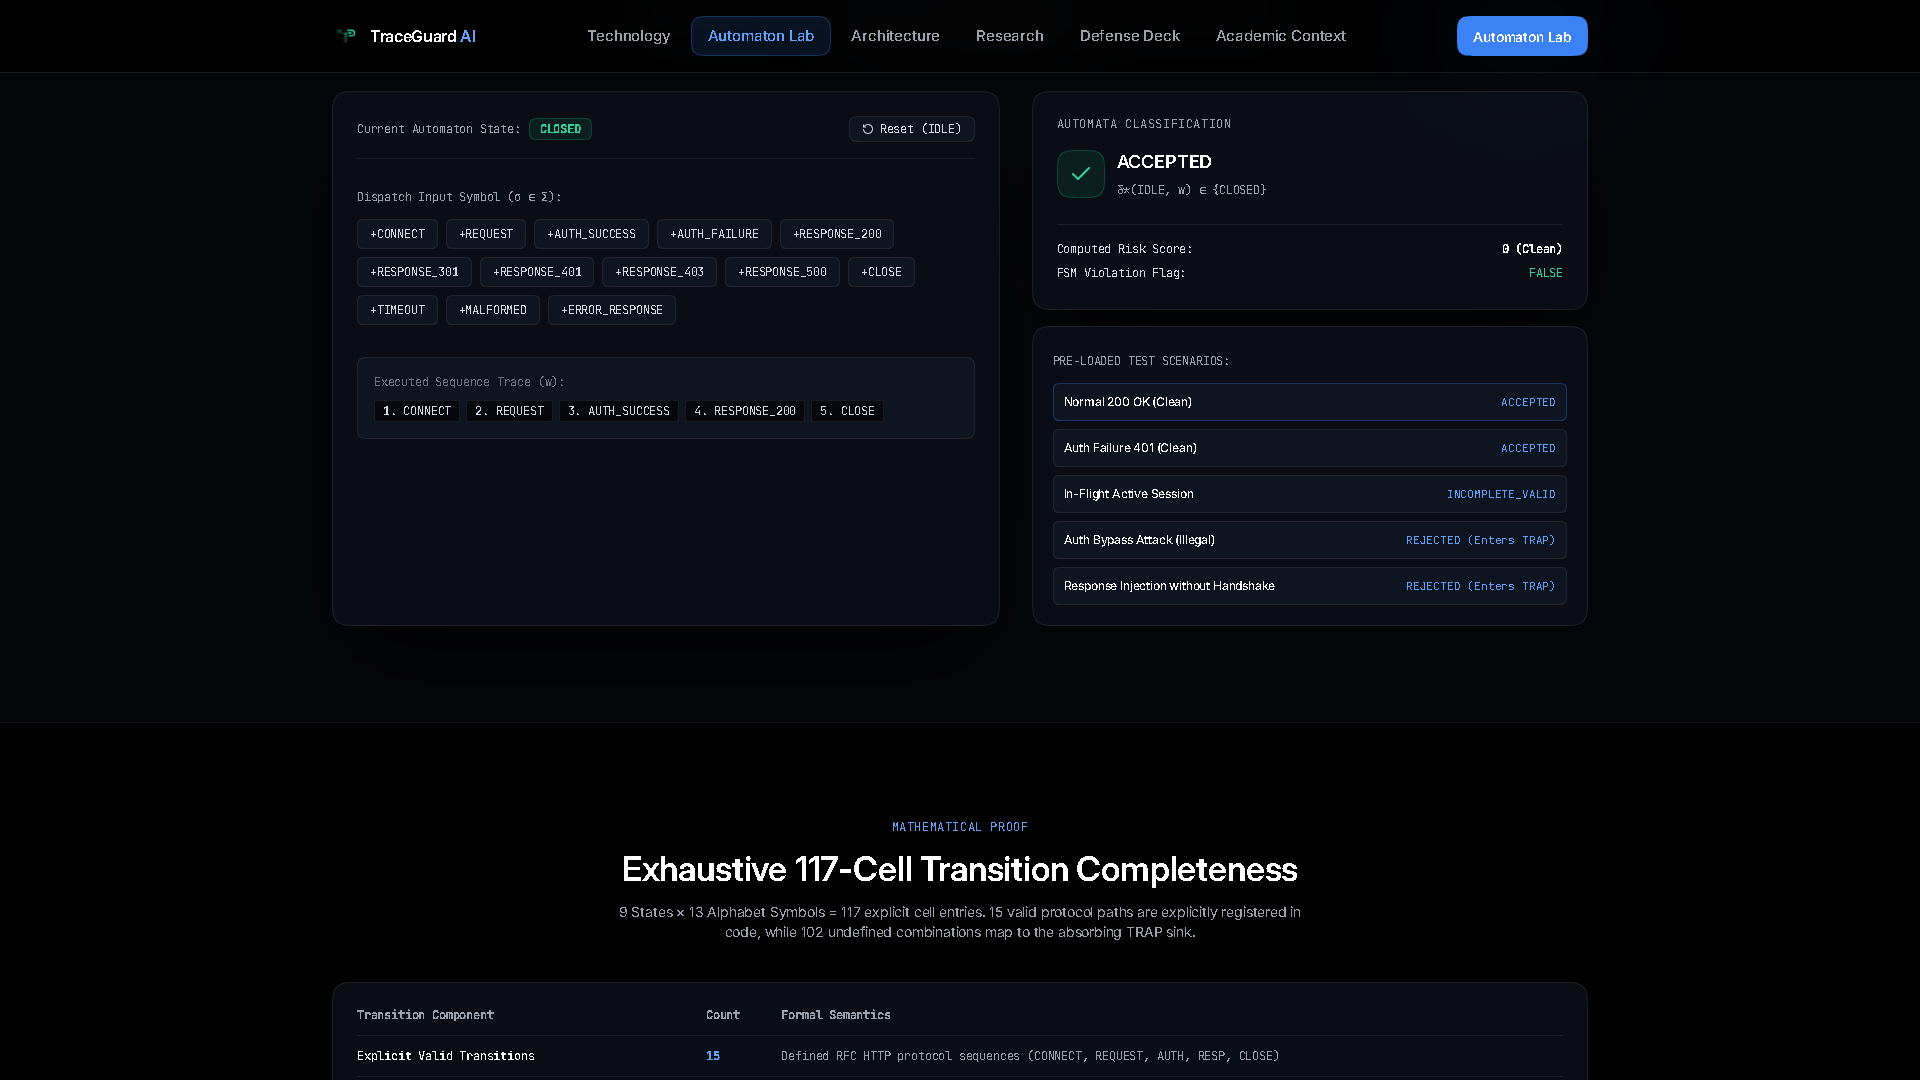 TraceGuard AI
Technology
Automaton Lab
Architecture
Research
Defense Deck
Academic Context
Automaton Lab
Current Automaton State: CLOSED
Reset (IDLE)
Dispatch Input Symbol (σ ∈ Σ):
+CONNECT +REQUEST +AUTH_SUCCESS +AUTH_FAILURE +RESPONSE_200
+RESPONSE_301 +RESPONSE_401 +RESPONSE_403 +RESPONSE_500 +CLOSE
+TIMEOUT +MALFORMED +ERROR_RESPONSE
Executed Sequence Trace (w):
1. CONNECT 2. REQUEST 3. AUTH_SUCCESS 4. RESPONSE_200 5. CLOSE
AUTOMATA CLASSIFICATION
ACCEPTED
δ*(IDLE, w) ∈ {CLOSED}
Computed Risk Score: 0 (Clean)
FSM Violation Flag: FALSE
PRE-LOADED TEST SCENARIOS:
Normal 200 OK (Clean) ACCEPTED
Auth Failure 401 (Clean) ACCEPTED
In-Flight Active Session INCOMPLETE_VALID
Auth Bypass Attack (Illegal) REJECTED (Enters TRAP)
Response Injection without Handshake REJECTED (Enters TRAP)
MATHEMATICAL PROOF
Exhaustive 117-Cell Transition Completeness
9 States × 13 Alphabet Symbols = 117 explicit cell entries. 15 valid protocol paths are explicitly registered in
code, while 102 undefined combinations map to the absorbing TRAP sink.
Transition Component Count Formal Semantics
Explicit Valid Transitions 15 Defined RFC HTTP protocol sequences (CONNECT, REQUEST, AUTH, RESP, CLOSE)